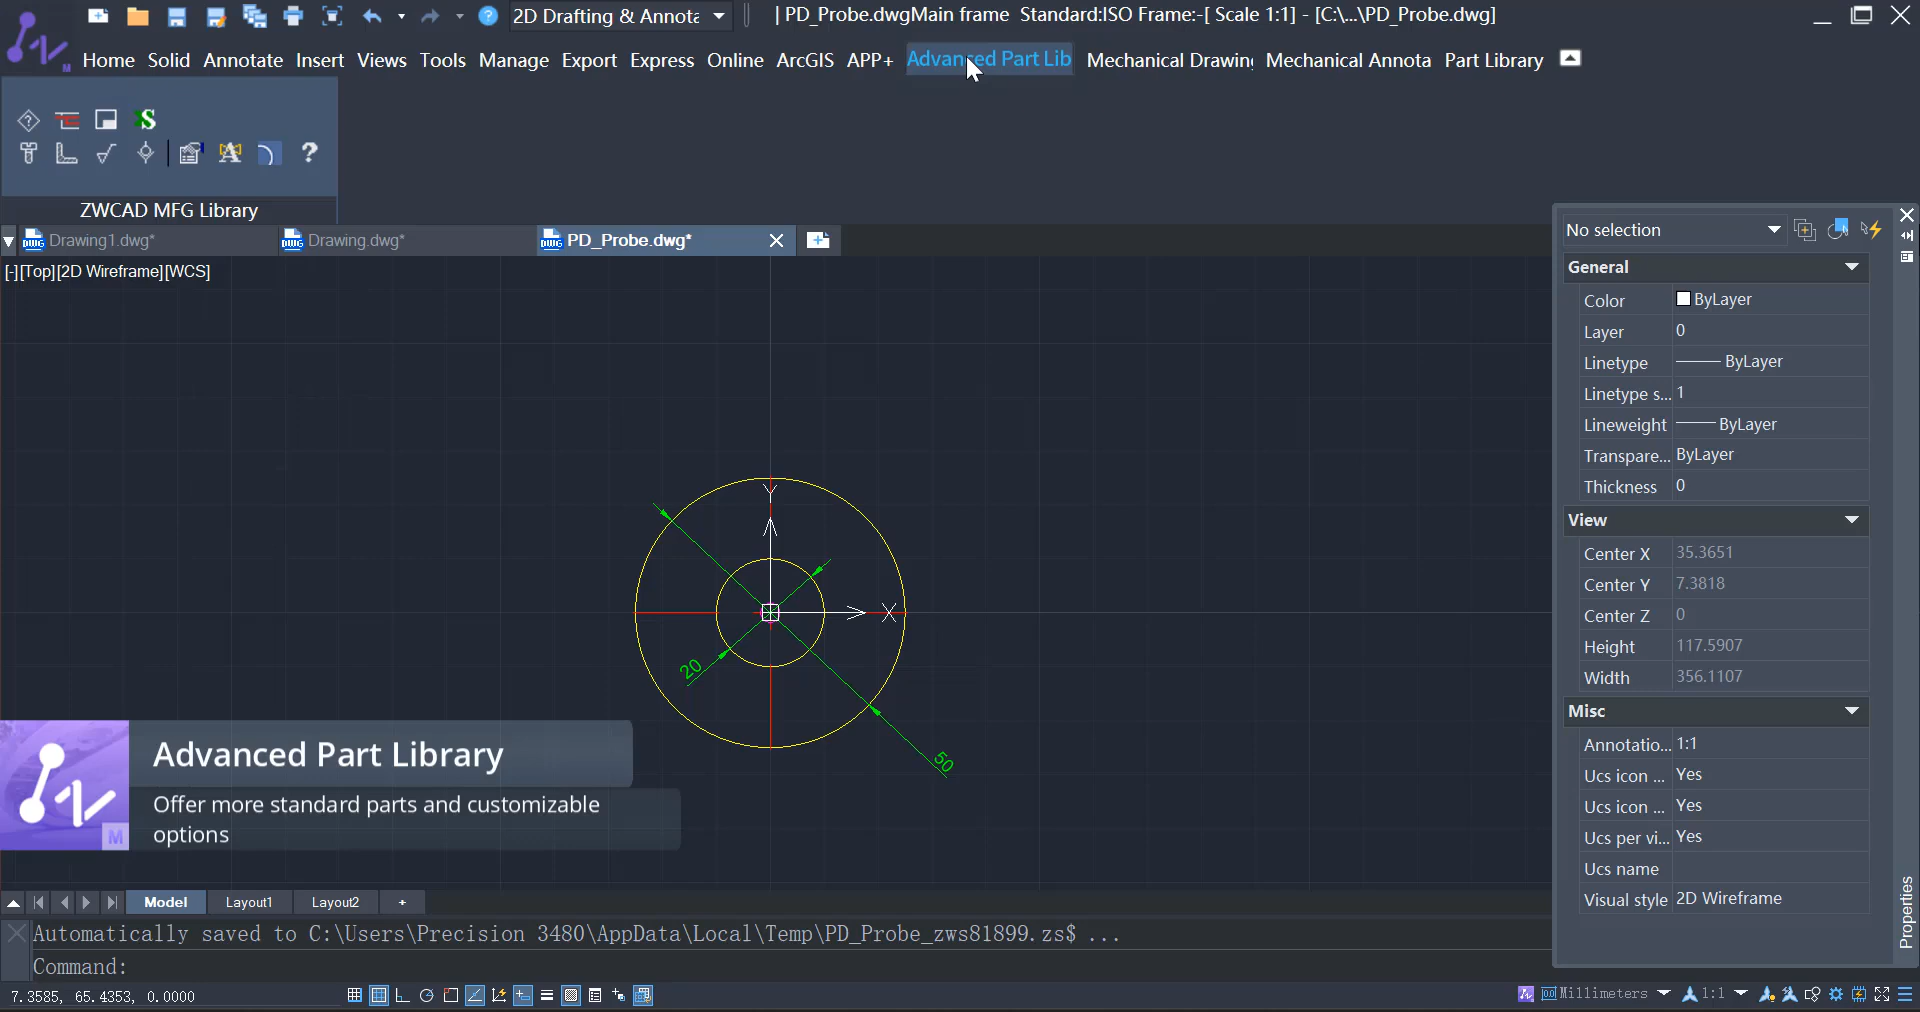 2D Drafting & Annota
| PD_Probe.dwgMain frame Standard:ISO Frame:-[ Scale 1:1] - [C:\...\PD_Probe.dwg]
M
Home Solid Annotate Insert Views Tools Manage Export Express Online ArcGIS APP+ Advanced Part Lib Mechanical Drawin Mechanical Annota Part Library
ZWCAD MFG Library
Drawing1.dwg* Drawing.dwg* PD_Probe.dwg*
[-][Top][2D Wireframe][WCS]
Y
X
20
50
Advanced Part Library
Offer more standard parts and customizable
options
M
No selection
General
Color ByLayer
Layer 0
Linetype ByLayer
Linetype s... 1
Lineweight ByLayer
Transpare... ByLayer
Thickness 0
View
Center X 35.3651
Center Y 7.3818
Center Z 0
Height 117.5907
Width 356.1107
Misc
Annotatio... 1:1
Ucs icon ... Yes
Ucs icon ... Yes
Ucs per vi... Yes
Ucs name
Visual style 2D Wireframe
Properties
Model Layout1 Layout2 +
Automatically saved to C:\Users\Precision 3480\AppData\Local\Temp\PD_Probe_zws81899.zs$ ...
Command:
7.3585, 65.4353, 0.0000
Millimeters 1:1